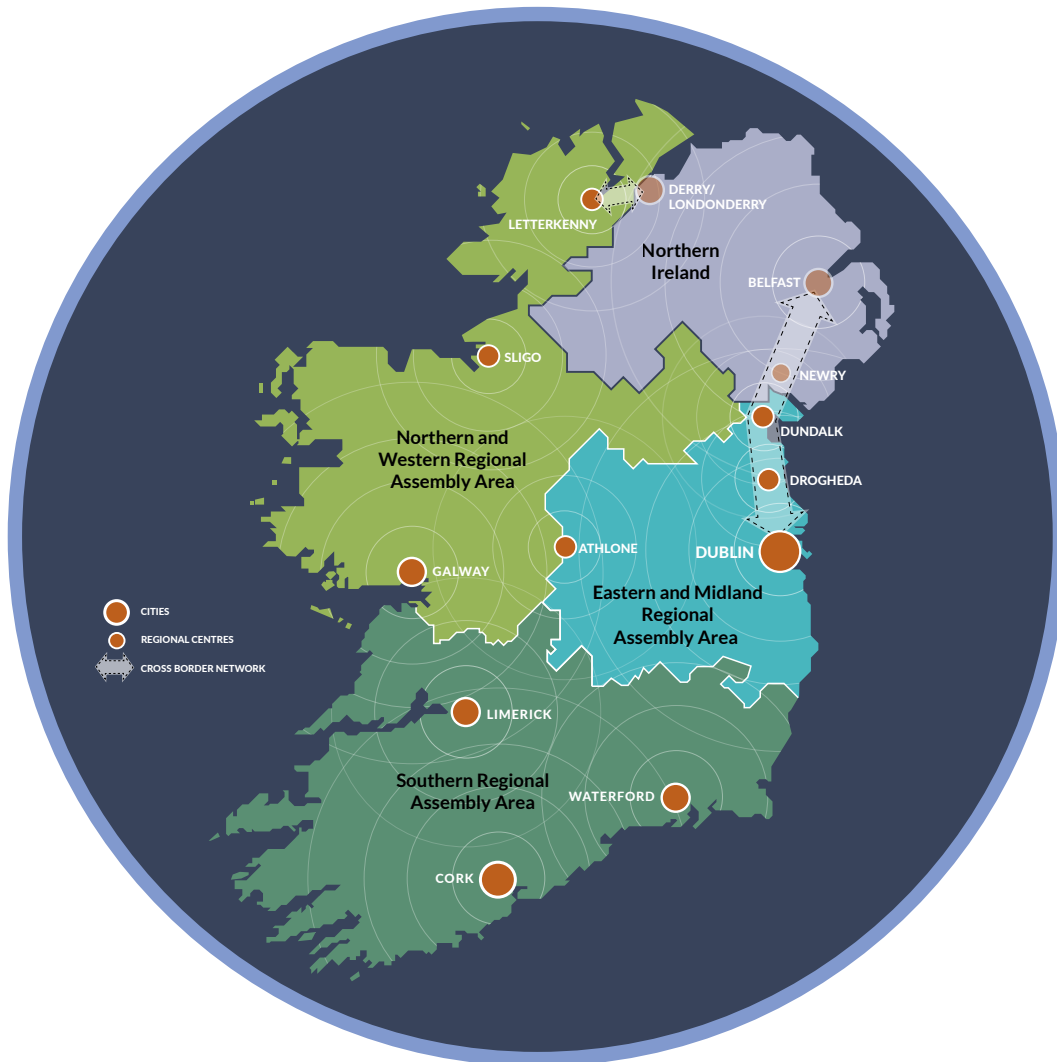 DERRY/
LONDONDERRY
LETTERKENNY
Northern
Ireland
BELFAST
SLIGO
NEWRY
DUNDALK
Northern and
Western Regional
Assembly Area
DROGHEDA
ATHLONE
DUBLIN
GALWAY
Eastern and Midland
Regional
Assembly Area
CITIES
REGIONAL CENTRES
CROSS BORDER NETWORK
LIMERICK
Southern Regional
Assembly Area
WATERFORD
CORK